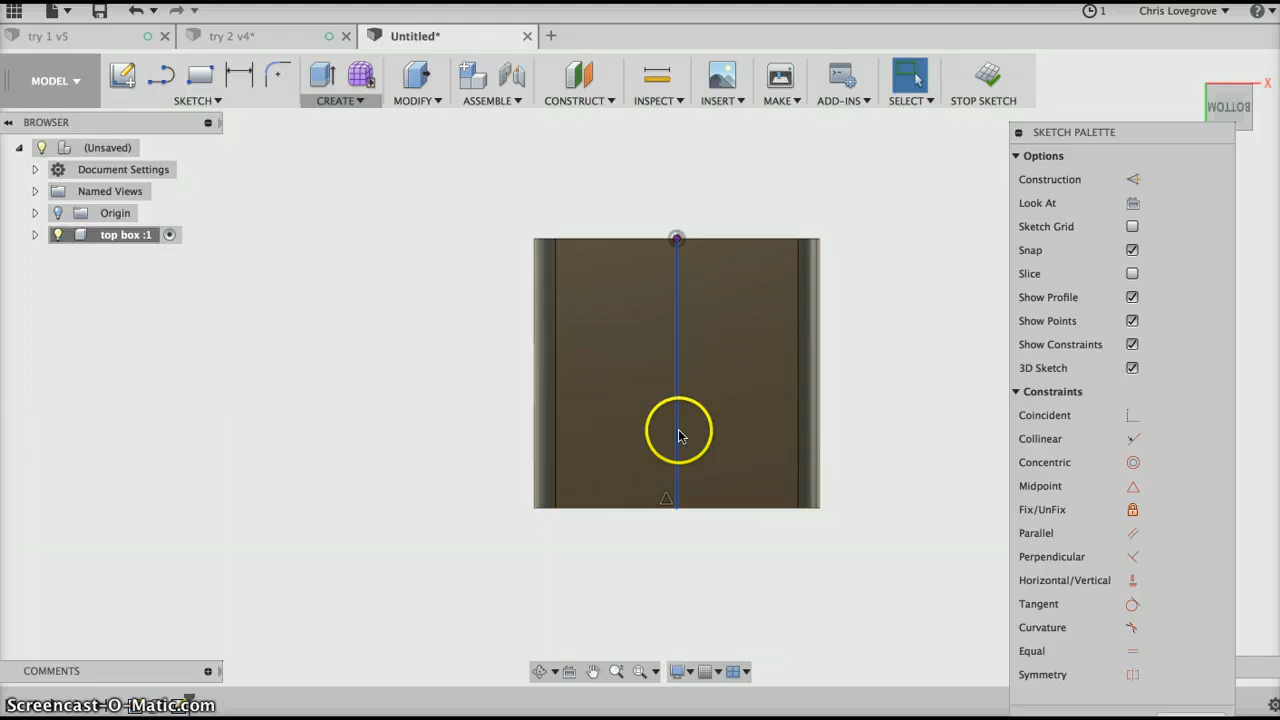 1 Chris Lovegrove
try 1 v5 try 2 v4* Untitled*
MODEL SKETCH CREATE MODIFY ASSEMBLE CONSTRUCT INSPECT INSERT MAKE ADD-INS SELECT STOP SKETCH
X
BOTTOM
BROWSER
(Unsaved)
Document Settings
Named Views
Origin
top box :1
SKETCH PALETTE
Options
Construction
Look At
Sketch Grid
Snap
Slice
Show Profile
Show Points
Show Constraints
3D Sketch
Constraints
Coincident
Collinear
Concentric
Midpoint
Fix/UnFix
Parallel
Perpendicular
Horizontal/Vertical
Tangent
Curvature
Equal
Symmetry
COMMENTS
Screencast-O-Matic.com